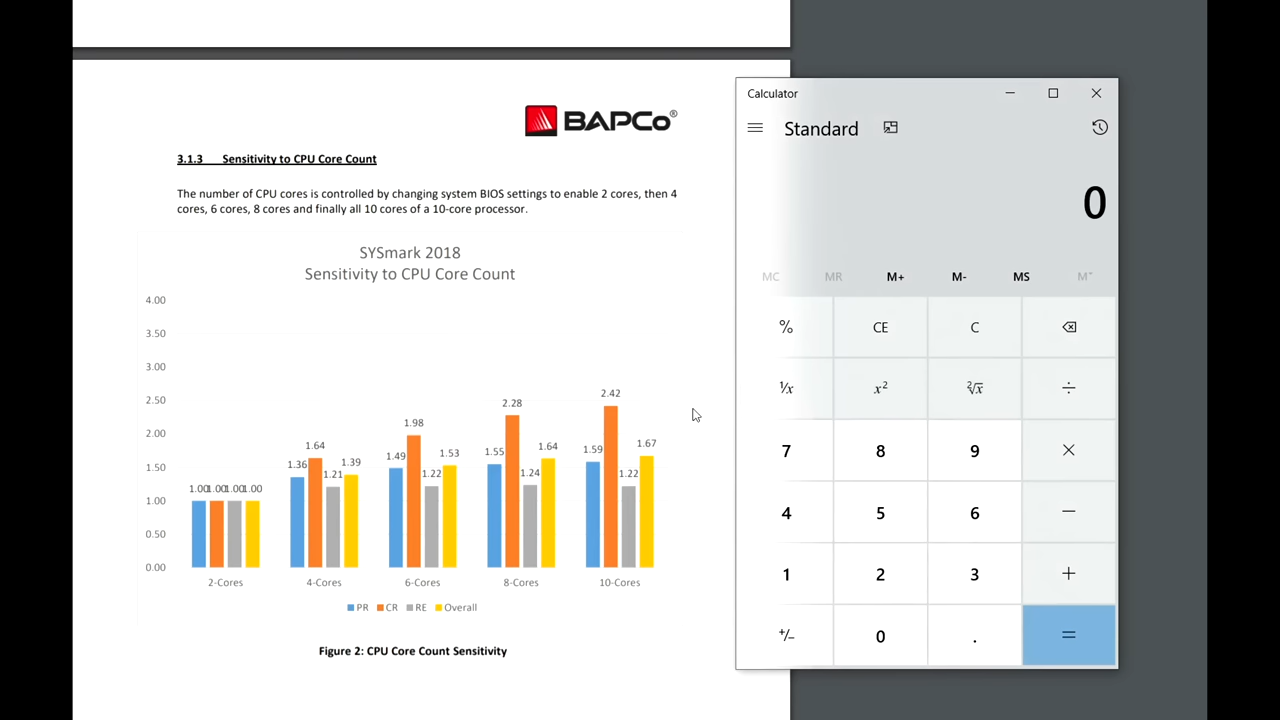 BAPCo®
3.1.3 Sensitivity to CPU Core Count
The number of CPU cores is controlled by changing system BIOS settings to enable 2 cores, then 4
cores, 6 cores, 8 cores and finally all 10 cores of a 10-core processor.
SYSmark 2018
Sensitivity to CPU Core Count
4.00
3.50
3.00
2.50
2.00
1.50
1.00
0.50
0.00
1.00 1.00 1.00 1.00
1.36 1.64 1.21 1.39
1.49 1.98 1.22 1.53
1.55 2.28 1.24 1.64
1.59 2.42 1.22 1.67
2-Cores 4-Cores 6-Cores 8-Cores 10-Cores
PR CR RE Overall
Figure 2: CPU Core Count Sensitivity
Calculator
Standard
0
MC MR M+ M- MS M˅
% CE C
¹/x x² ²√x ÷
7 8 9 ×
4 5 6 −
1 2 3 +
+/− 0 . =